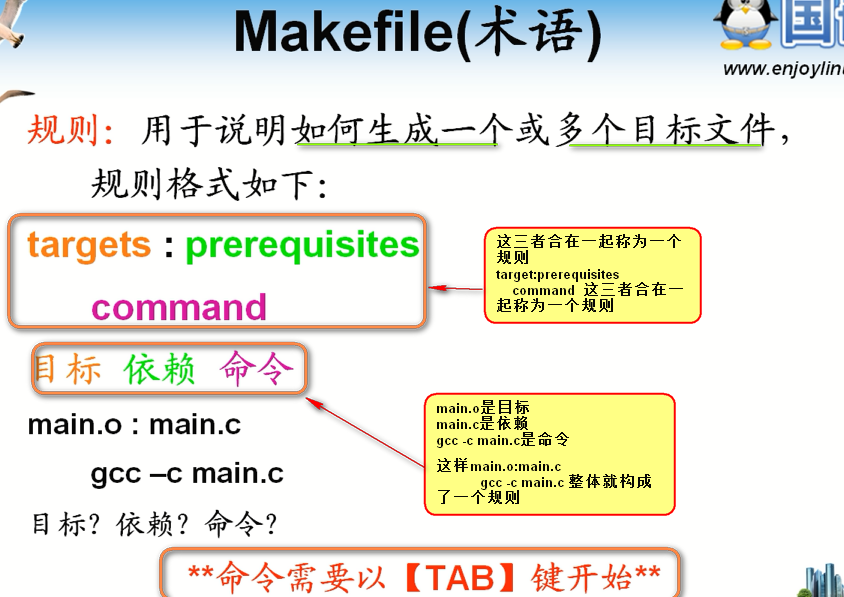 Makefile(术语)
www.enjoylin
规则：用于说明如何生成一个或多个目标文件，
规则格式如下：
targets : prerequisites
command
这三者合在一起称为一个
规则
target:prerequisites
command 这三者合在一
起称为一个规则
目标 依赖 命令
main.o : main.c
gcc –c main.c
main.o是目标
main.c是依赖
gcc -c main.c是命令
这样main.o:main.c
gcc -c main.c 整体就构成
了一个规则
目标？依赖？命令？
**命令需要以【TAB】键开始**